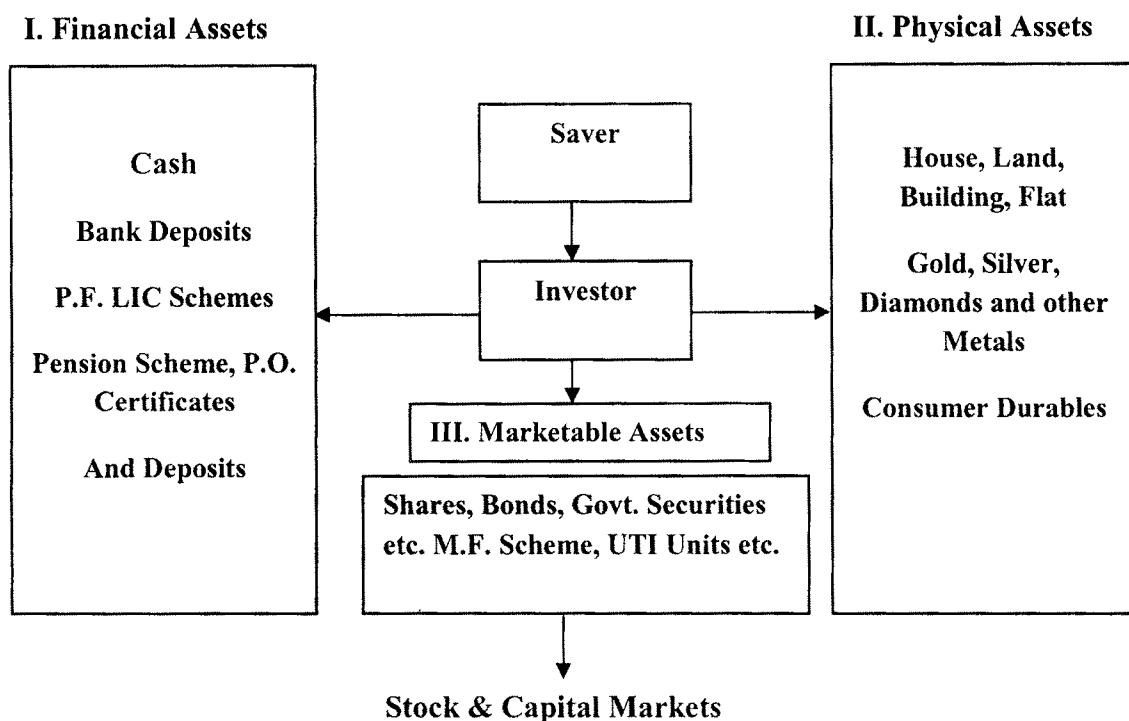 I. Financial Assets
Cash
Bank Deposits
P.F. LIC Schemes
Pension Scheme, P.O.
Certificates
And Deposits
Saver
Investor
III. Marketable Assets
Shares, Bonds, Govt. Securities
etc. M.F. Scheme, UTI Units etc.
Stock & Capital Markets
II. Physical Assets
House, Land,
Building, Flat
Gold, Silver,
Diamonds and other
Metals
Consumer Durables